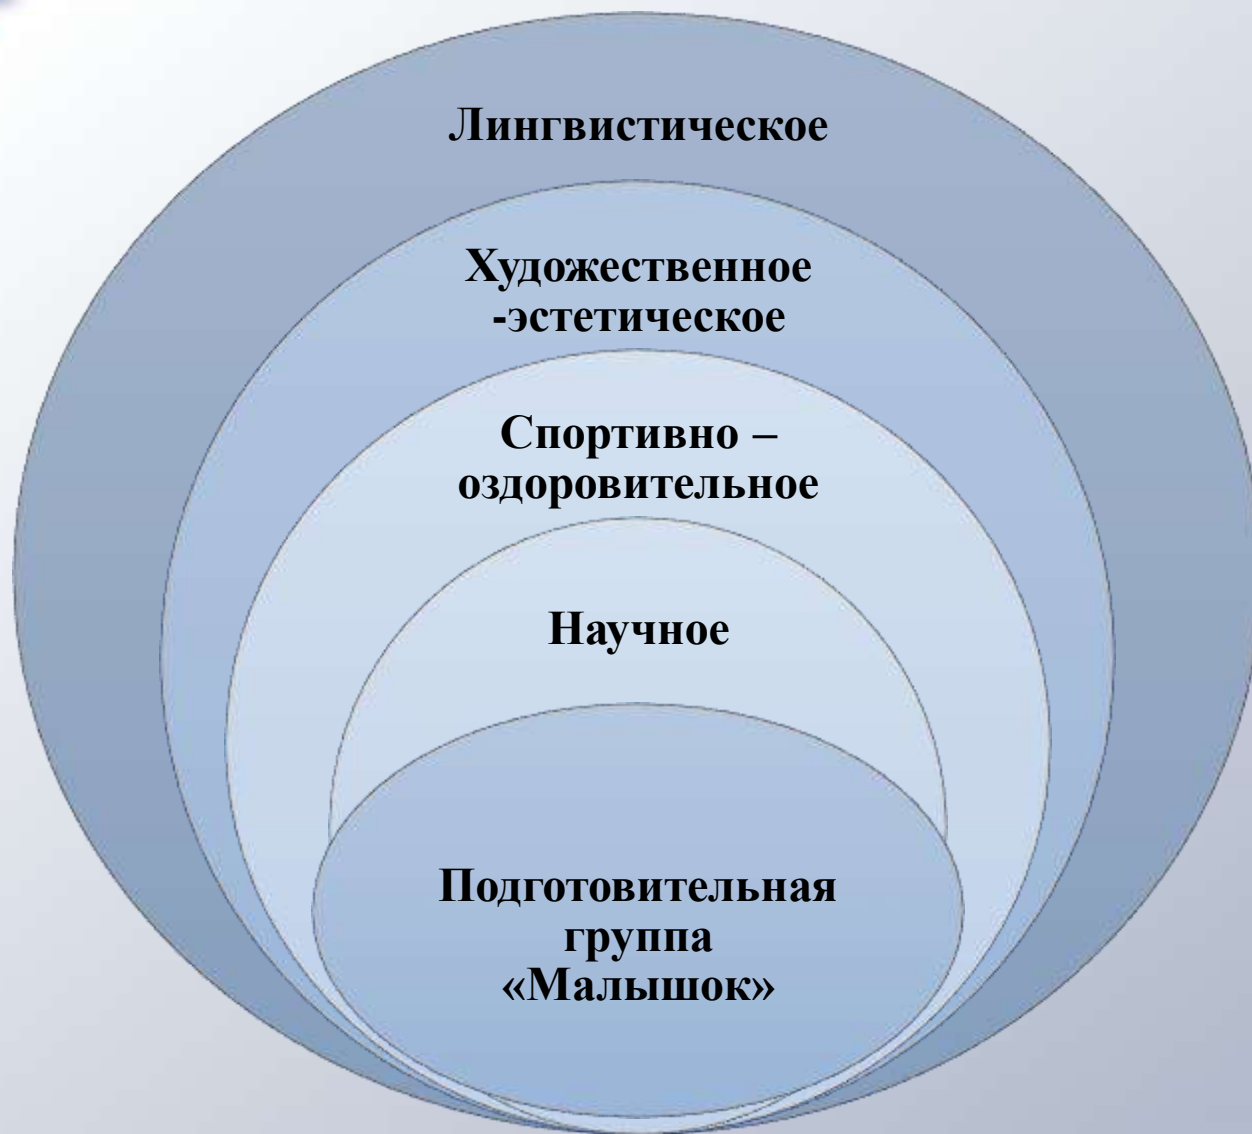 Лингвистическое
Художественное
-эстетическое
Спортивно –
оздоровительное
Научное
Подготовительная
группа
«Малышок»